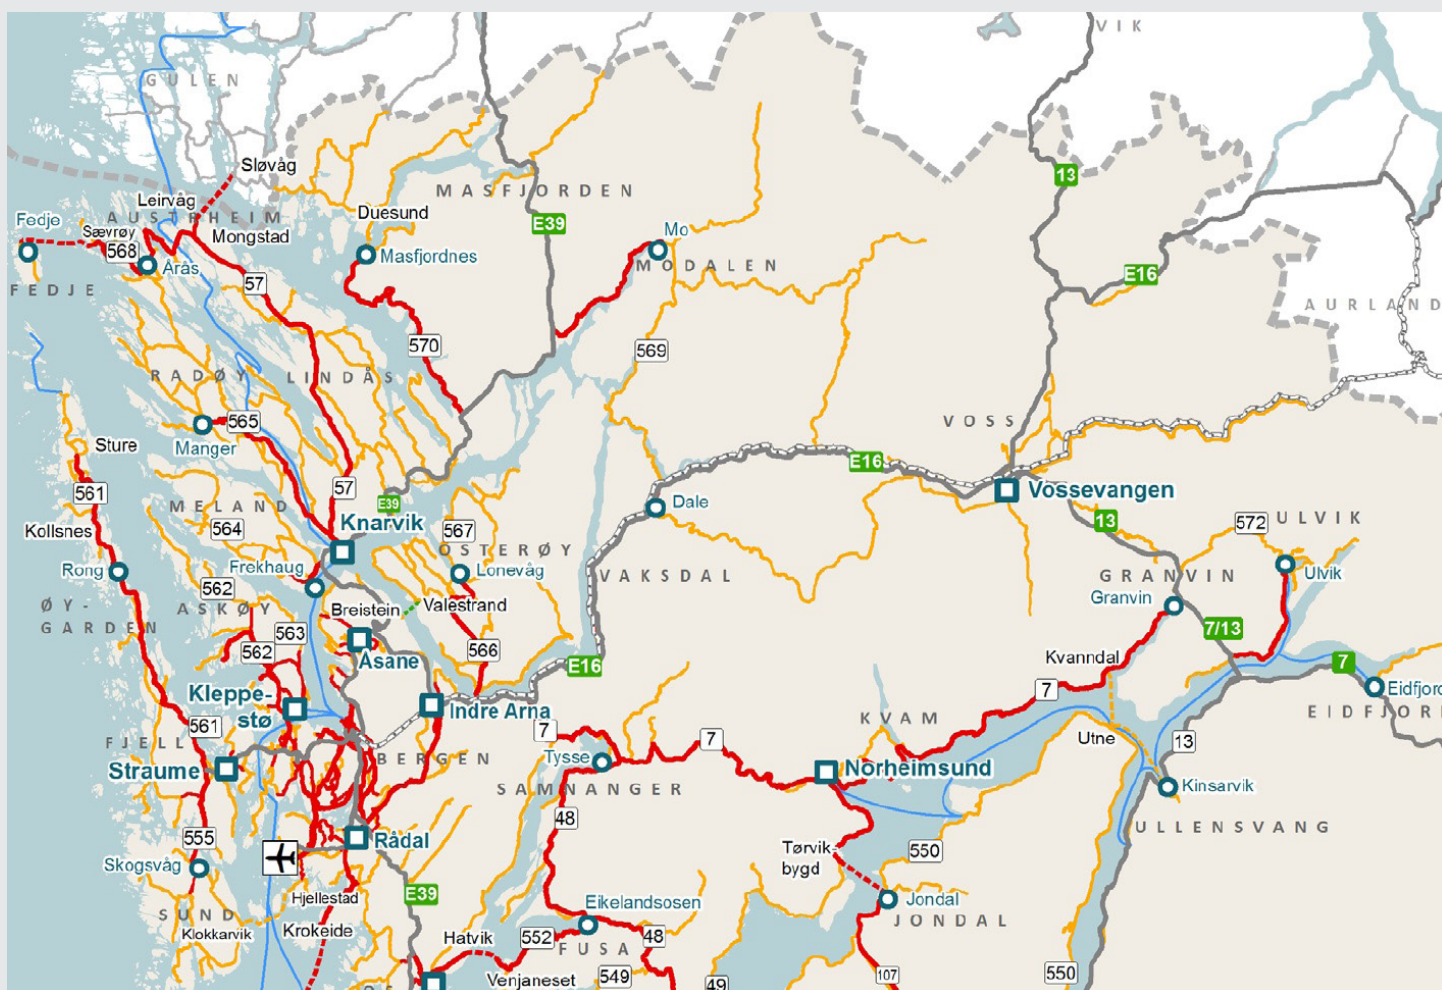 VIK
GULEN
Sløvåg
MASFJORDEN
13
Leirvåg
Duesund
Fedje
AUSTRHEIM
Sævrøy
Mongstad
E39
Mo
568
Masfjordnes
Årås
MODALEN
E16
FEDJE
57
AURLAND
570
569
RADØY
LINDÅS
565
VOSS
Manger
Sture
E16
561
57
Vossevangen
MELAND
E39
Dale
Knarvik
13
572
ULVIK
Kollsnes
564
567
OSTERØY
Frekhaug
Lonevåg
Rong
VAKSDAL
GRANVIN
Ulvik
562
ASKØY
Breistein
Valestrand
Granvin
ØY-
GARDEN
563
7/13
562
Åsane
566
E16
Kvanndal
7
Kleppe-
stø
7
Eidfjord
Indre Arna
561
7
7
KVAM
EIDFJOR
FJELL
BERGEN
Utne
13
Straume
Tysse
Norheimsund
SAMNANGER
Kinsarvik
48
555
Rådal
ULLENSVANG
Tørvik-
bygd
550
Skogsvåg
E39
Hjellestad
Eikelandsosen
Jondal
SUND
JONDAL
Klokkarvik
Krokeide
Hatvik
552
48
FUSA
549
107
550
Venjaneset
49